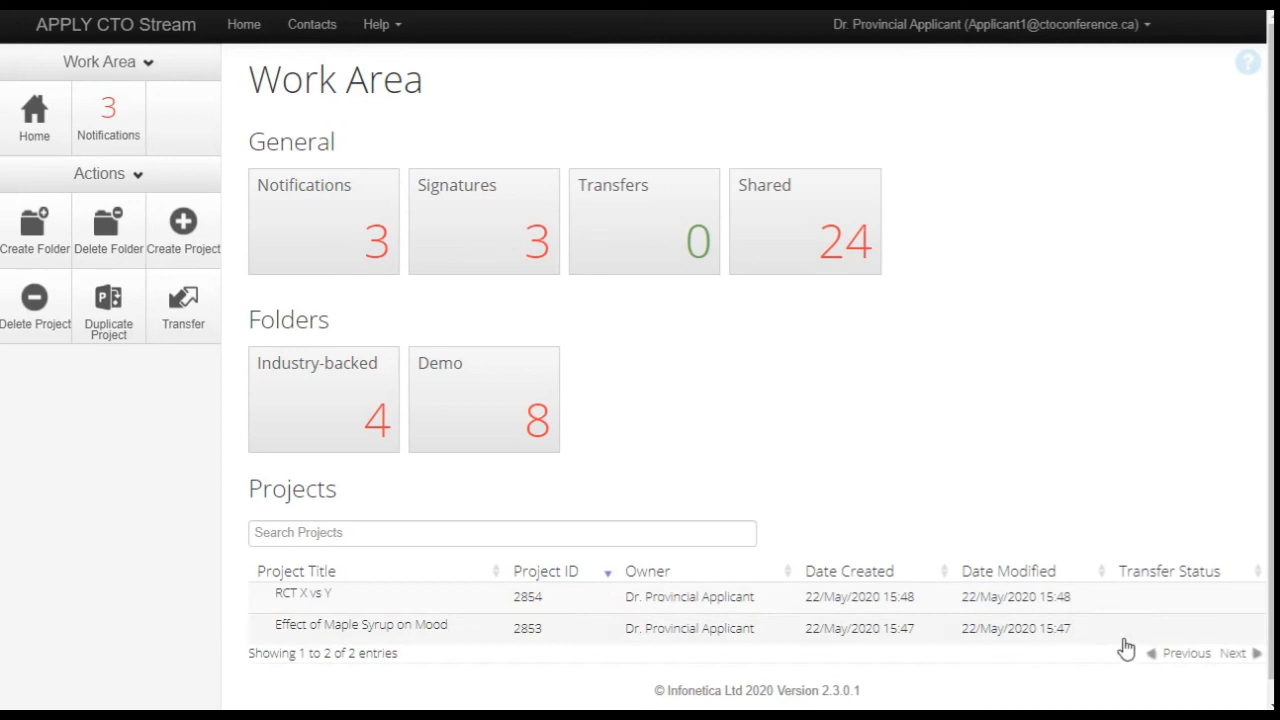 APPLY CTO Stream Home Contacts Help Dr. Provincial Applicant (Applicant1@ctoconference.ca)
Work Area
3
Home Notifications
Actions
Create Folder Delete Folder Create Project
Delete Project Duplicate Project Transfer
?
Work Area
General
Notifications Signatures Transfers Shared
3 3 0 24
Folders
Industry-backed Demo
4 8
Projects
Search Projects
Project Title Project ID Owner Date Created Date Modified Transfer Status
RCT X vs Y 2854 Dr. Provincial Applicant 22/May/2020 15:48 22/May/2020 15:48
Effect of Maple Syrup on Mood 2853 Dr. Provincial Applicant 22/May/2020 15:47 22/May/2020 15:47
Showing 1 to 2 of 2 entries Previous Next
© Infonetica Ltd 2020 Version 2.3.0.1